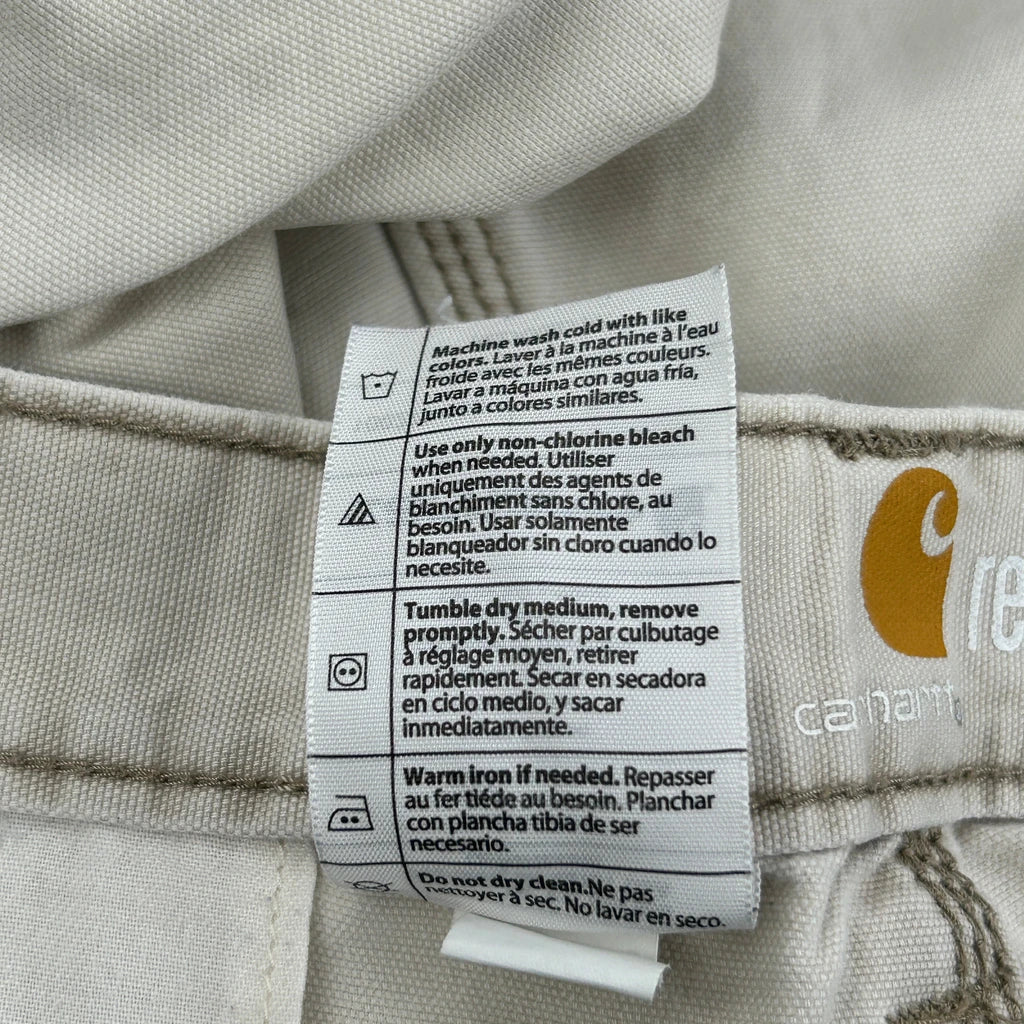 Machine wash cold with like
colors. Laver à la machine à l'eau
froide avec les mêmes couleurs.
Lavar a máquina con agua fría,
junto a colores similares.
Use only non-chlorine bleach
when needed. Utiliser
uniquement des agents de
blanchiment sans chlore, au
besoin. Usar solamente
blanqueador sin cloro cuando lo
necesite.
Tumble dry medium, remove
promptly. Sécher par culbutage
à réglage moyen, retirer
rapidement. Secar en secadora
en ciclo medio, y sacar
inmediatamente.
Warm iron if needed. Repasser
au fer tiéde au besoin. Planchar
con plancha tibia de ser
necesario.
Do not dry clean.Ne pas
nettoyer à sec. No lavar en seco.
re
carhartt